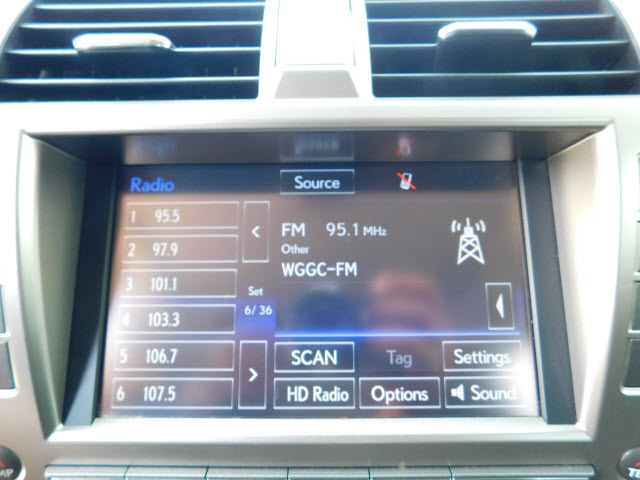 Radio
Source
1 95.5
2 97.9
3 101.1
4 103.3
5 106.7
6 107.5
<
Set
6/36
>
FM 95.1 MHz
Other
WGGC-FM
SCAN
Tag
Settings
HD Radio
Options
Sound